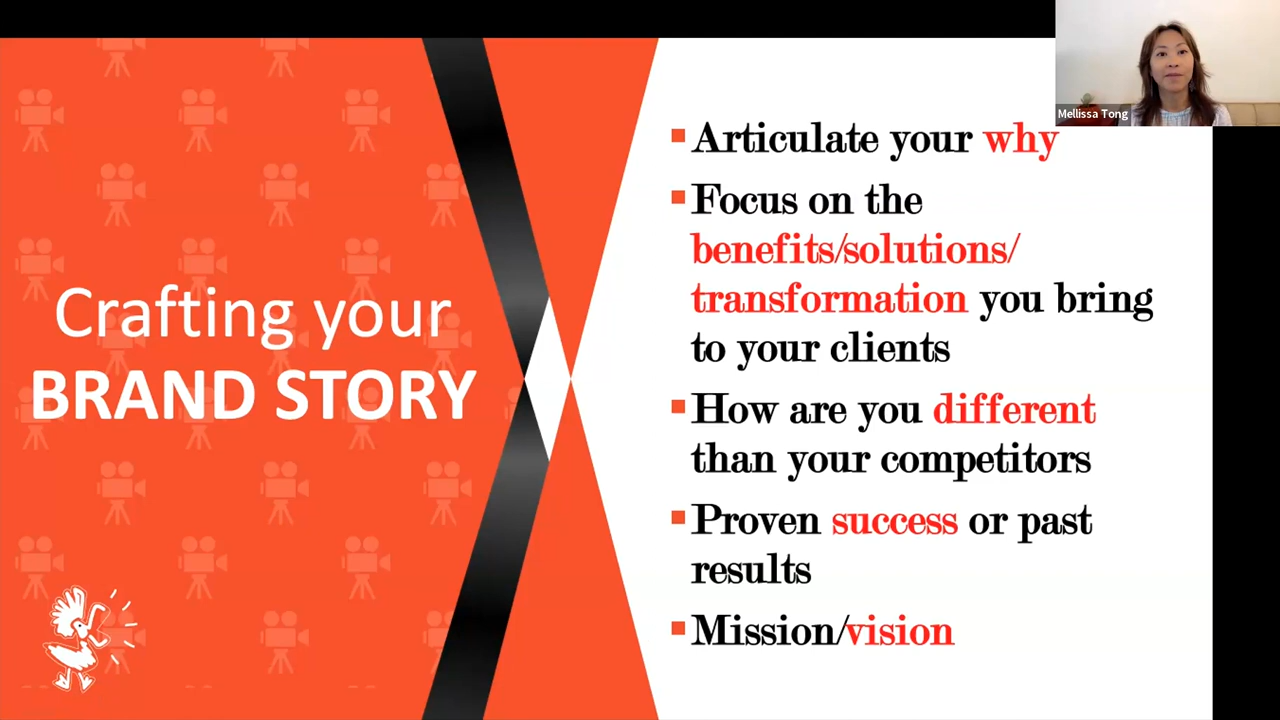 Mellissa Tong
Crafting your
BRAND STORY
Articulate your why
Focus on the
benefits/solutions/
transformation you bring
to your clients
How are you different
than your competitors
Proven success or past
results
Mission/vision